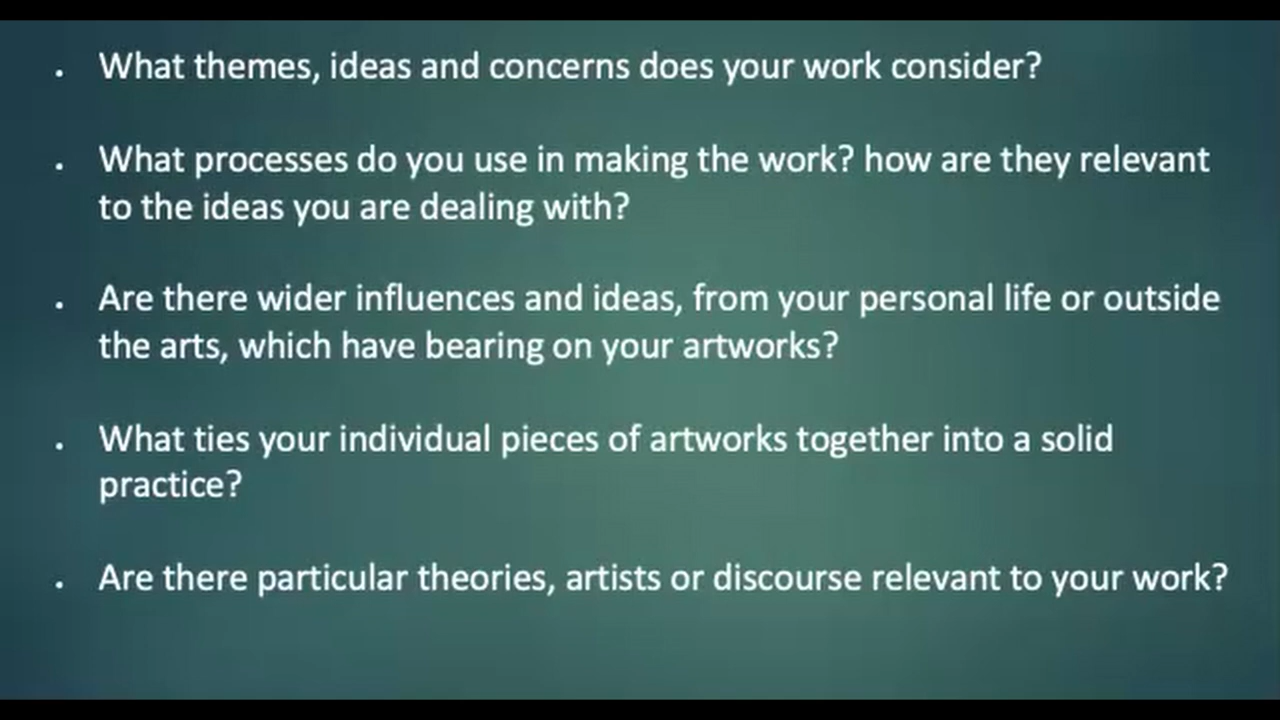 . What themes, ideas and concerns does your work consider?
. What processes do you use in making the work? how are they relevant
to the ideas you are dealing with?
. Are there wider influences and ideas, from your personal life or outside
the arts, which have bearing on your artworks?
. What ties your individual pieces of artworks together into a solid
practice?
. Are there particular theories, artists or discourse relevant to your work?